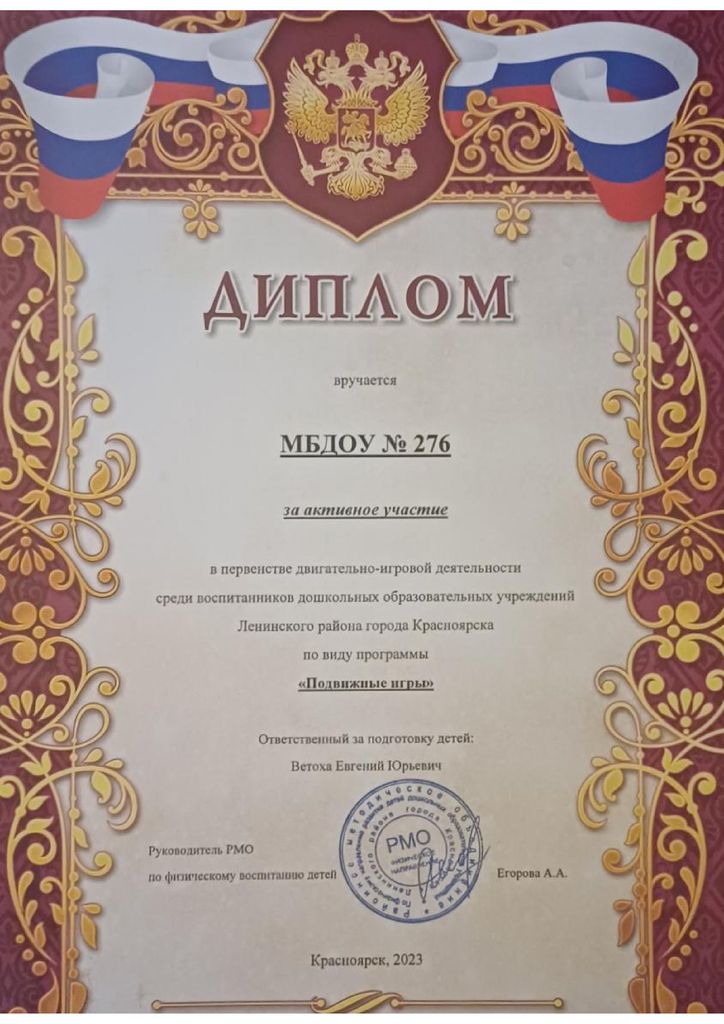 ДИПЛОМ
вручается
МБДОУ № 276
за активное участие
в первенстве двигательно-игровой деятельности
среди воспитанников дошкольных образовательных учреждений
Ленинского района города Красноярска
по виду программы
«Подвижные игры»
Ответственный за подготовку детей:
Ветоха Евгений Юрьевич
Руководитель РМО
по физическому воспитанию детей
РМО
ФИЗИЧЕСКОЕ
НАПРАВЛЕНИЕ
Егорова А.А.
Красноярск, 2023